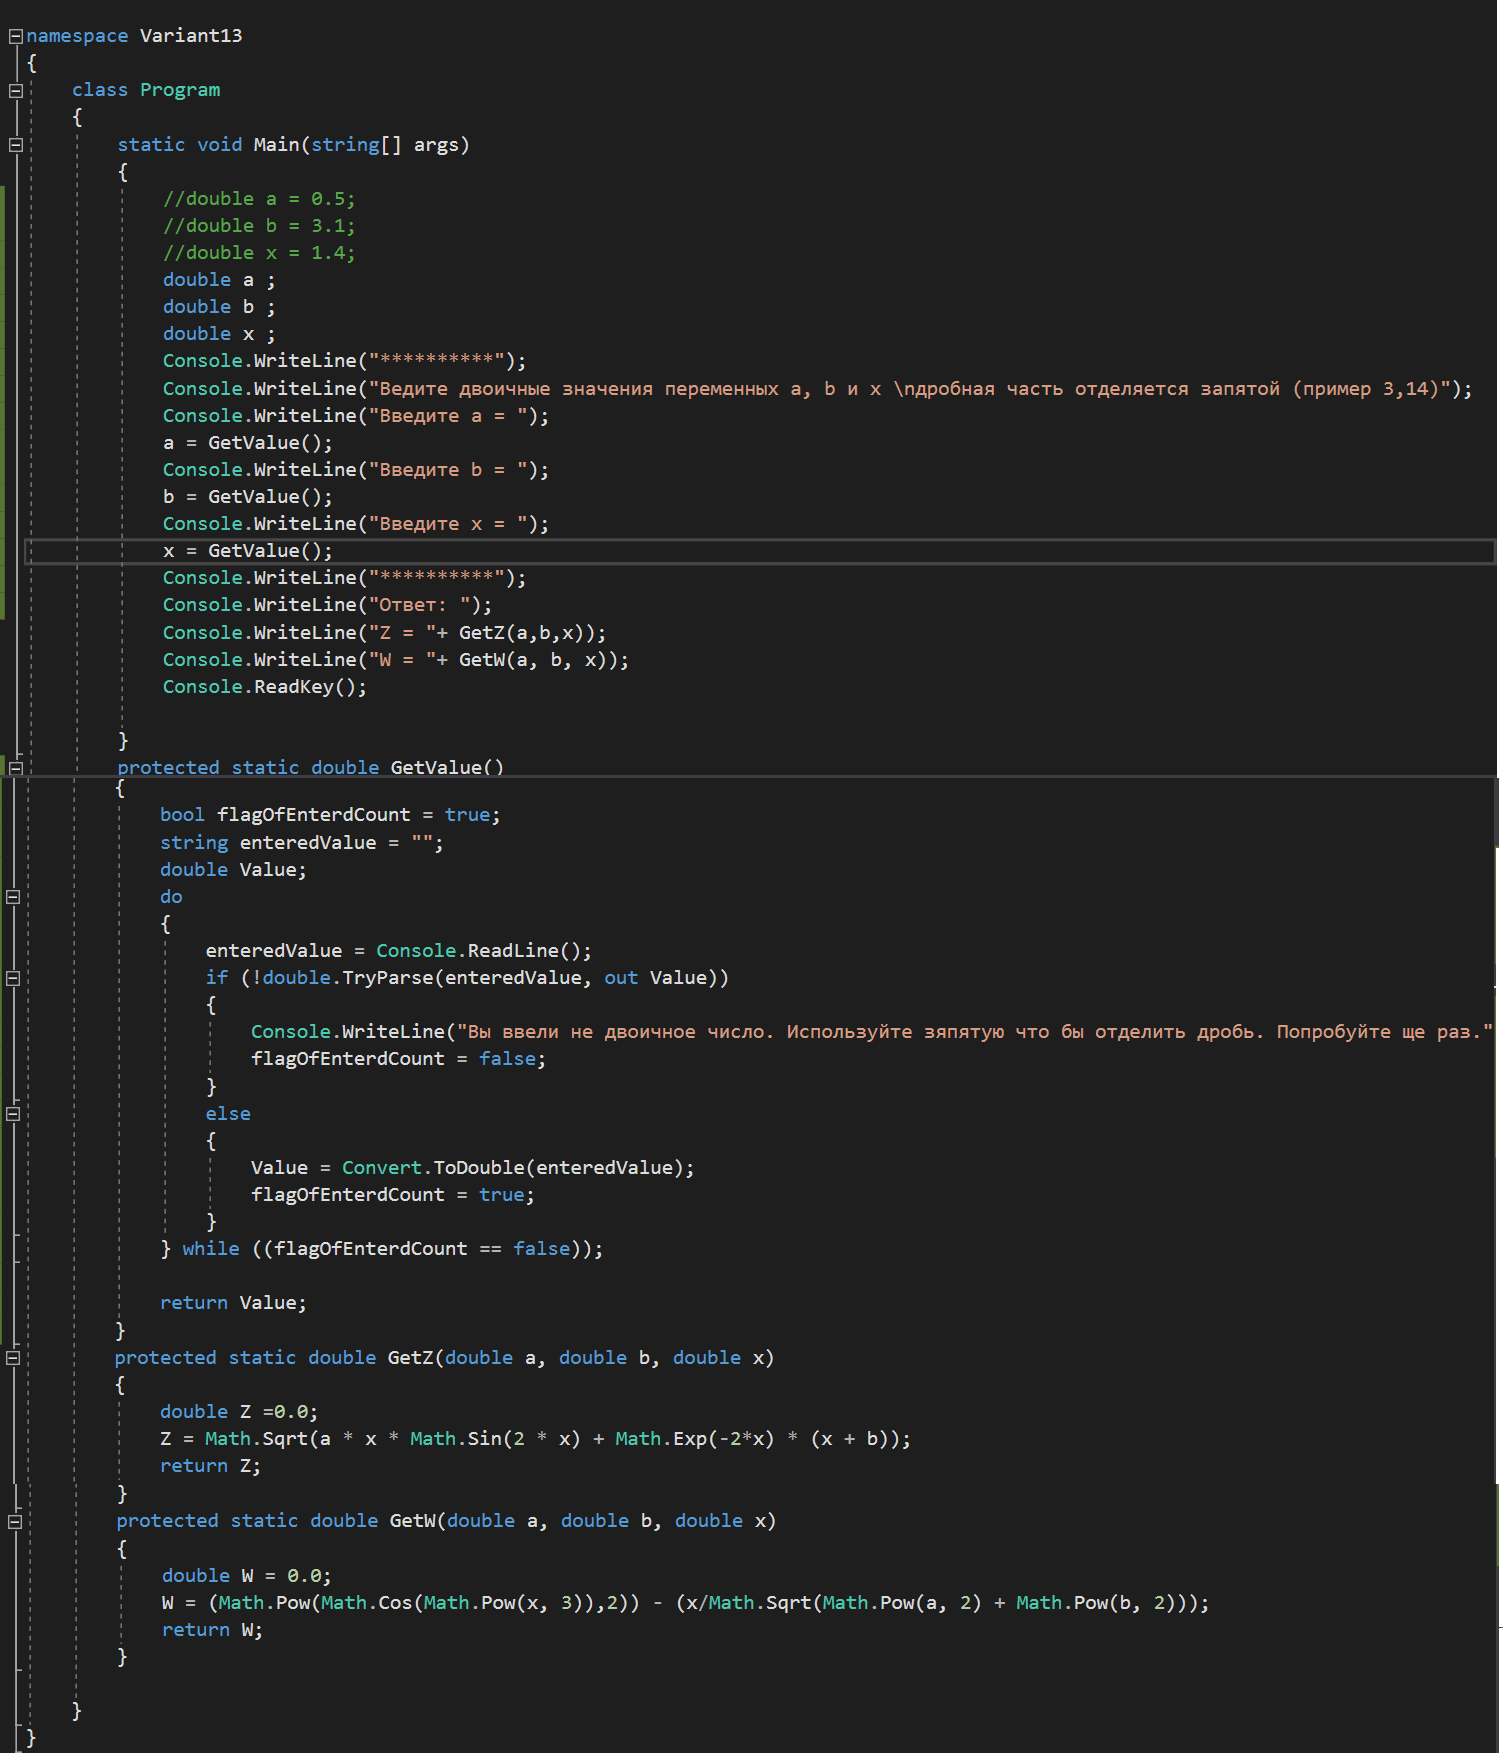 namespace Variant13
{
class Program
{
static void Main(string[] args)
{
//double a = 0.5;
//double b = 3.1;
//double x = 1.4;
double a ;
double b ;
double x ;
Console.WriteLine("**********");
Console.WriteLine("Ведите двоичные значения переменных a, b и x \nдробная часть отделяется запятой (пример 3,14)");
Console.WriteLine("Введите a = ");
a = GetValue();
Console.WriteLine("Введите b = ");
b = GetValue();
Console.WriteLine("Введите x = ");
x = GetValue();
Console.WriteLine("**********");
Console.WriteLine("Ответ: ");
Console.WriteLine("Z = "+ GetZ(a,b,x));
Console.WriteLine("W = "+ GetW(a, b, x));
Console.ReadKey();
}
protected static double GetValue()
{
bool flagOfEnterdCount = true;
string enteredValue = "";
double Value;
do
{
enteredValue = Console.ReadLine();
if (!double.TryParse(enteredValue, out Value))
{
Console.WriteLine("Вы ввели не двоичное число. Используйте зяпятую что бы отделить дробь. Попробуйте ще раз."
flagOfEnterdCount = false;
}
else
{
Value = Convert.ToDouble(enteredValue);
flagOfEnterdCount = true;
}
} while ((flagOfEnterdCount == false));
return Value;
}
protected static double GetZ(double a, double b, double x)
{
double Z =0.0;
Z = Math.Sqrt(a * x * Math.Sin(2 * x) + Math.Exp(-2*x) * (x + b));
return Z;
}
protected static double GetW(double a, double b, double x)
{
double W = 0.0;
W = (Math.Pow(Math.Cos(Math.Pow(x, 3)),2)) - (x/Math.Sqrt(Math.Pow(a, 2) + Math.Pow(b, 2)));
return W;
}
}
}